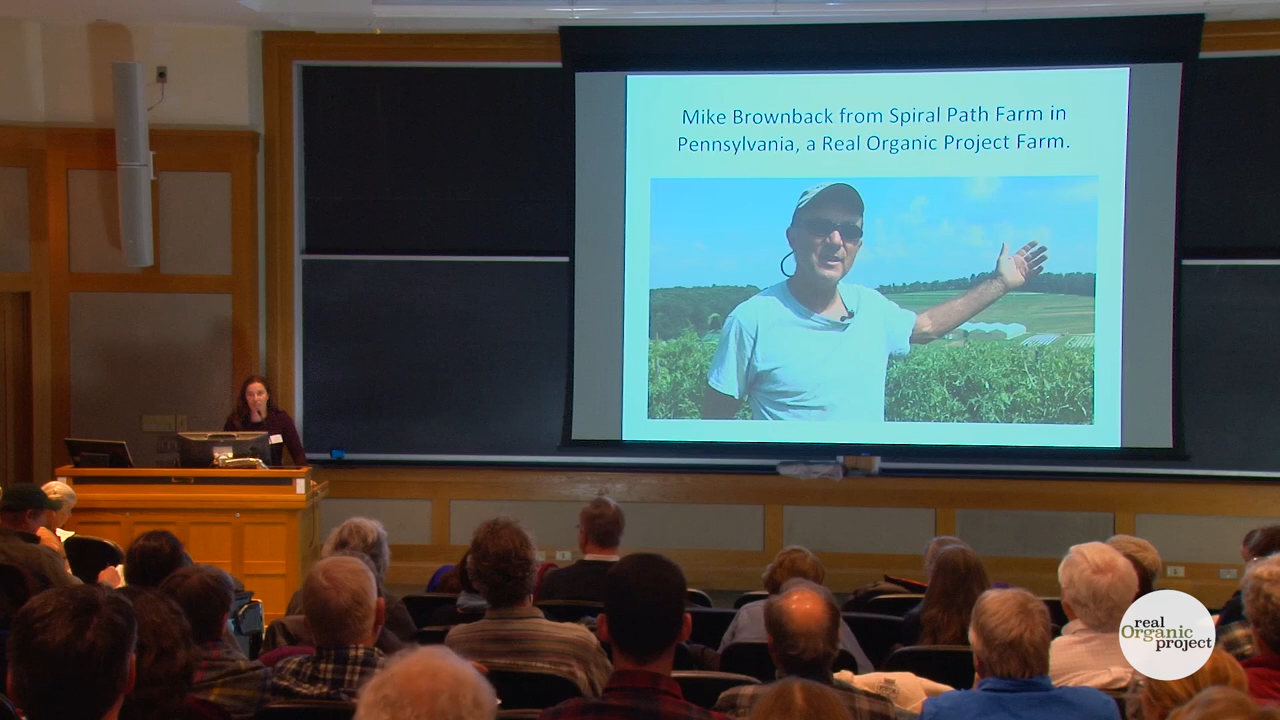 Mike Brownback from Spiral Path Farm in
Pennsylvania, a Real Organic Project Farm.
real
Organic
project